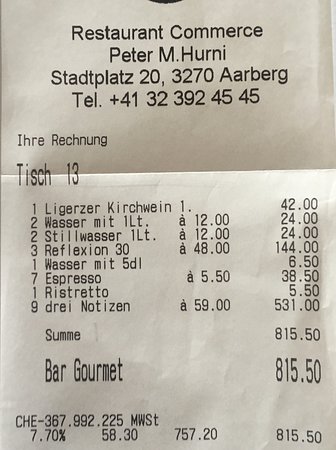 Restaurant Commerce
Peter M.Hurni
Stadtplatz 20, 3270 Aarberg
Tel. +41 32 392 45 45
Ihre Rechnung
Tisch 13
1 Ligerzer Kirchwein 1. 42.00
2 Wasser mit 1Lt. à 12.00 24.00
2 Stillwasser 1Lt. à 12.00 24.00
3 Reflexion 30 à 48.00 144.00
1 Wasser mit 5dl 6.50
7 Espresso à 5.50 38.50
1 Ristretto 5.50
9 drei Notizen à 59.00 531.00
Summe 815.50
Bar Gourmet 815.50
CHE-367.992.225 MWSt
7.70% 58.30 757.20 815.50